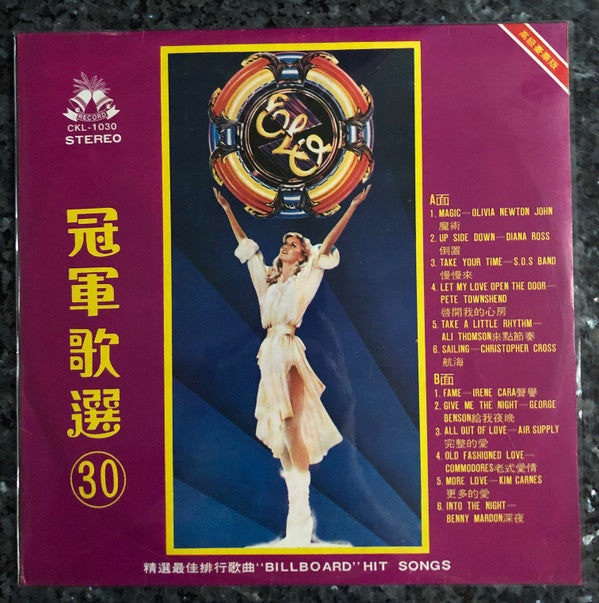 高級豪華版
RECORD
CKL-1030
STEREO
ELO
冠軍歌選
30
A面
1. MAGIC—OLIVIA NEWTON JOHN
魔術
2. UP SIDE DOWN—DIANA ROSS
倒置
3. TAKE YOUR TIME—S.O.S BAND
慢慢來
4. LET MY LOVE OPEN THE DOOR—
PETE TOWNSHEND
啓開我的心房
5. TAKE A LITTLE RHYTHM—
ALI THOMSON來點節奏
6. SAILING—CHRISTOPHER CROSS
航海
B面
1. FAME—IRENE CARA聲譽
2. GIVE ME THE NIGHT—GEORGE
BENSON給我夜晚
3. ALL OUT OF LOVE—AIR SUPPLY
完整的愛
4. OLD FASHIONED LOVE—
COMMODORES老式愛情
5. MORE LOVE—KIM CARNES
更多的愛
6. INTO THE NIGHT—
BENNY MARDON深夜
精選最佳排行歌曲"BILLBOARD" HIT SONGS